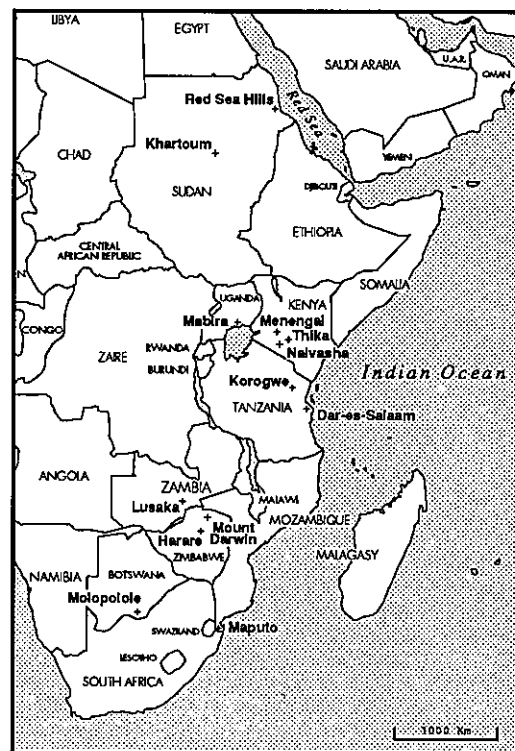 LIBYA
EGYPT
SAUDI ARABIA
U.A.R.
OMAN
Red Sea Hills
Red Sea
CHAD
Khartoum
SUDAN
YEMEN
DJIBOUTI
ETHIOPIA
CENTRAL
AFRICAN REPUBLIC
SOMALIA
N
UGANDA
KENYA
CONGO
Mabira
Menengai
Thika
ZAIRE
RWANDA
Naivasha
BURUNDI
Indian Ocean
Korogwe
TANZANIA
Dar-es-Salaam
ANGOLA
ZAMBIA
MALAWI
Lusaka
MOZAMBIQUE
Mount
Darwin
Harare
ZIMBABWE
MALAGASY
NAMIBIA
BOTSWANA
Molopolole
SWAZILAND
Maputo
LESOTHO
SOUTH AFRICA
1000 Km